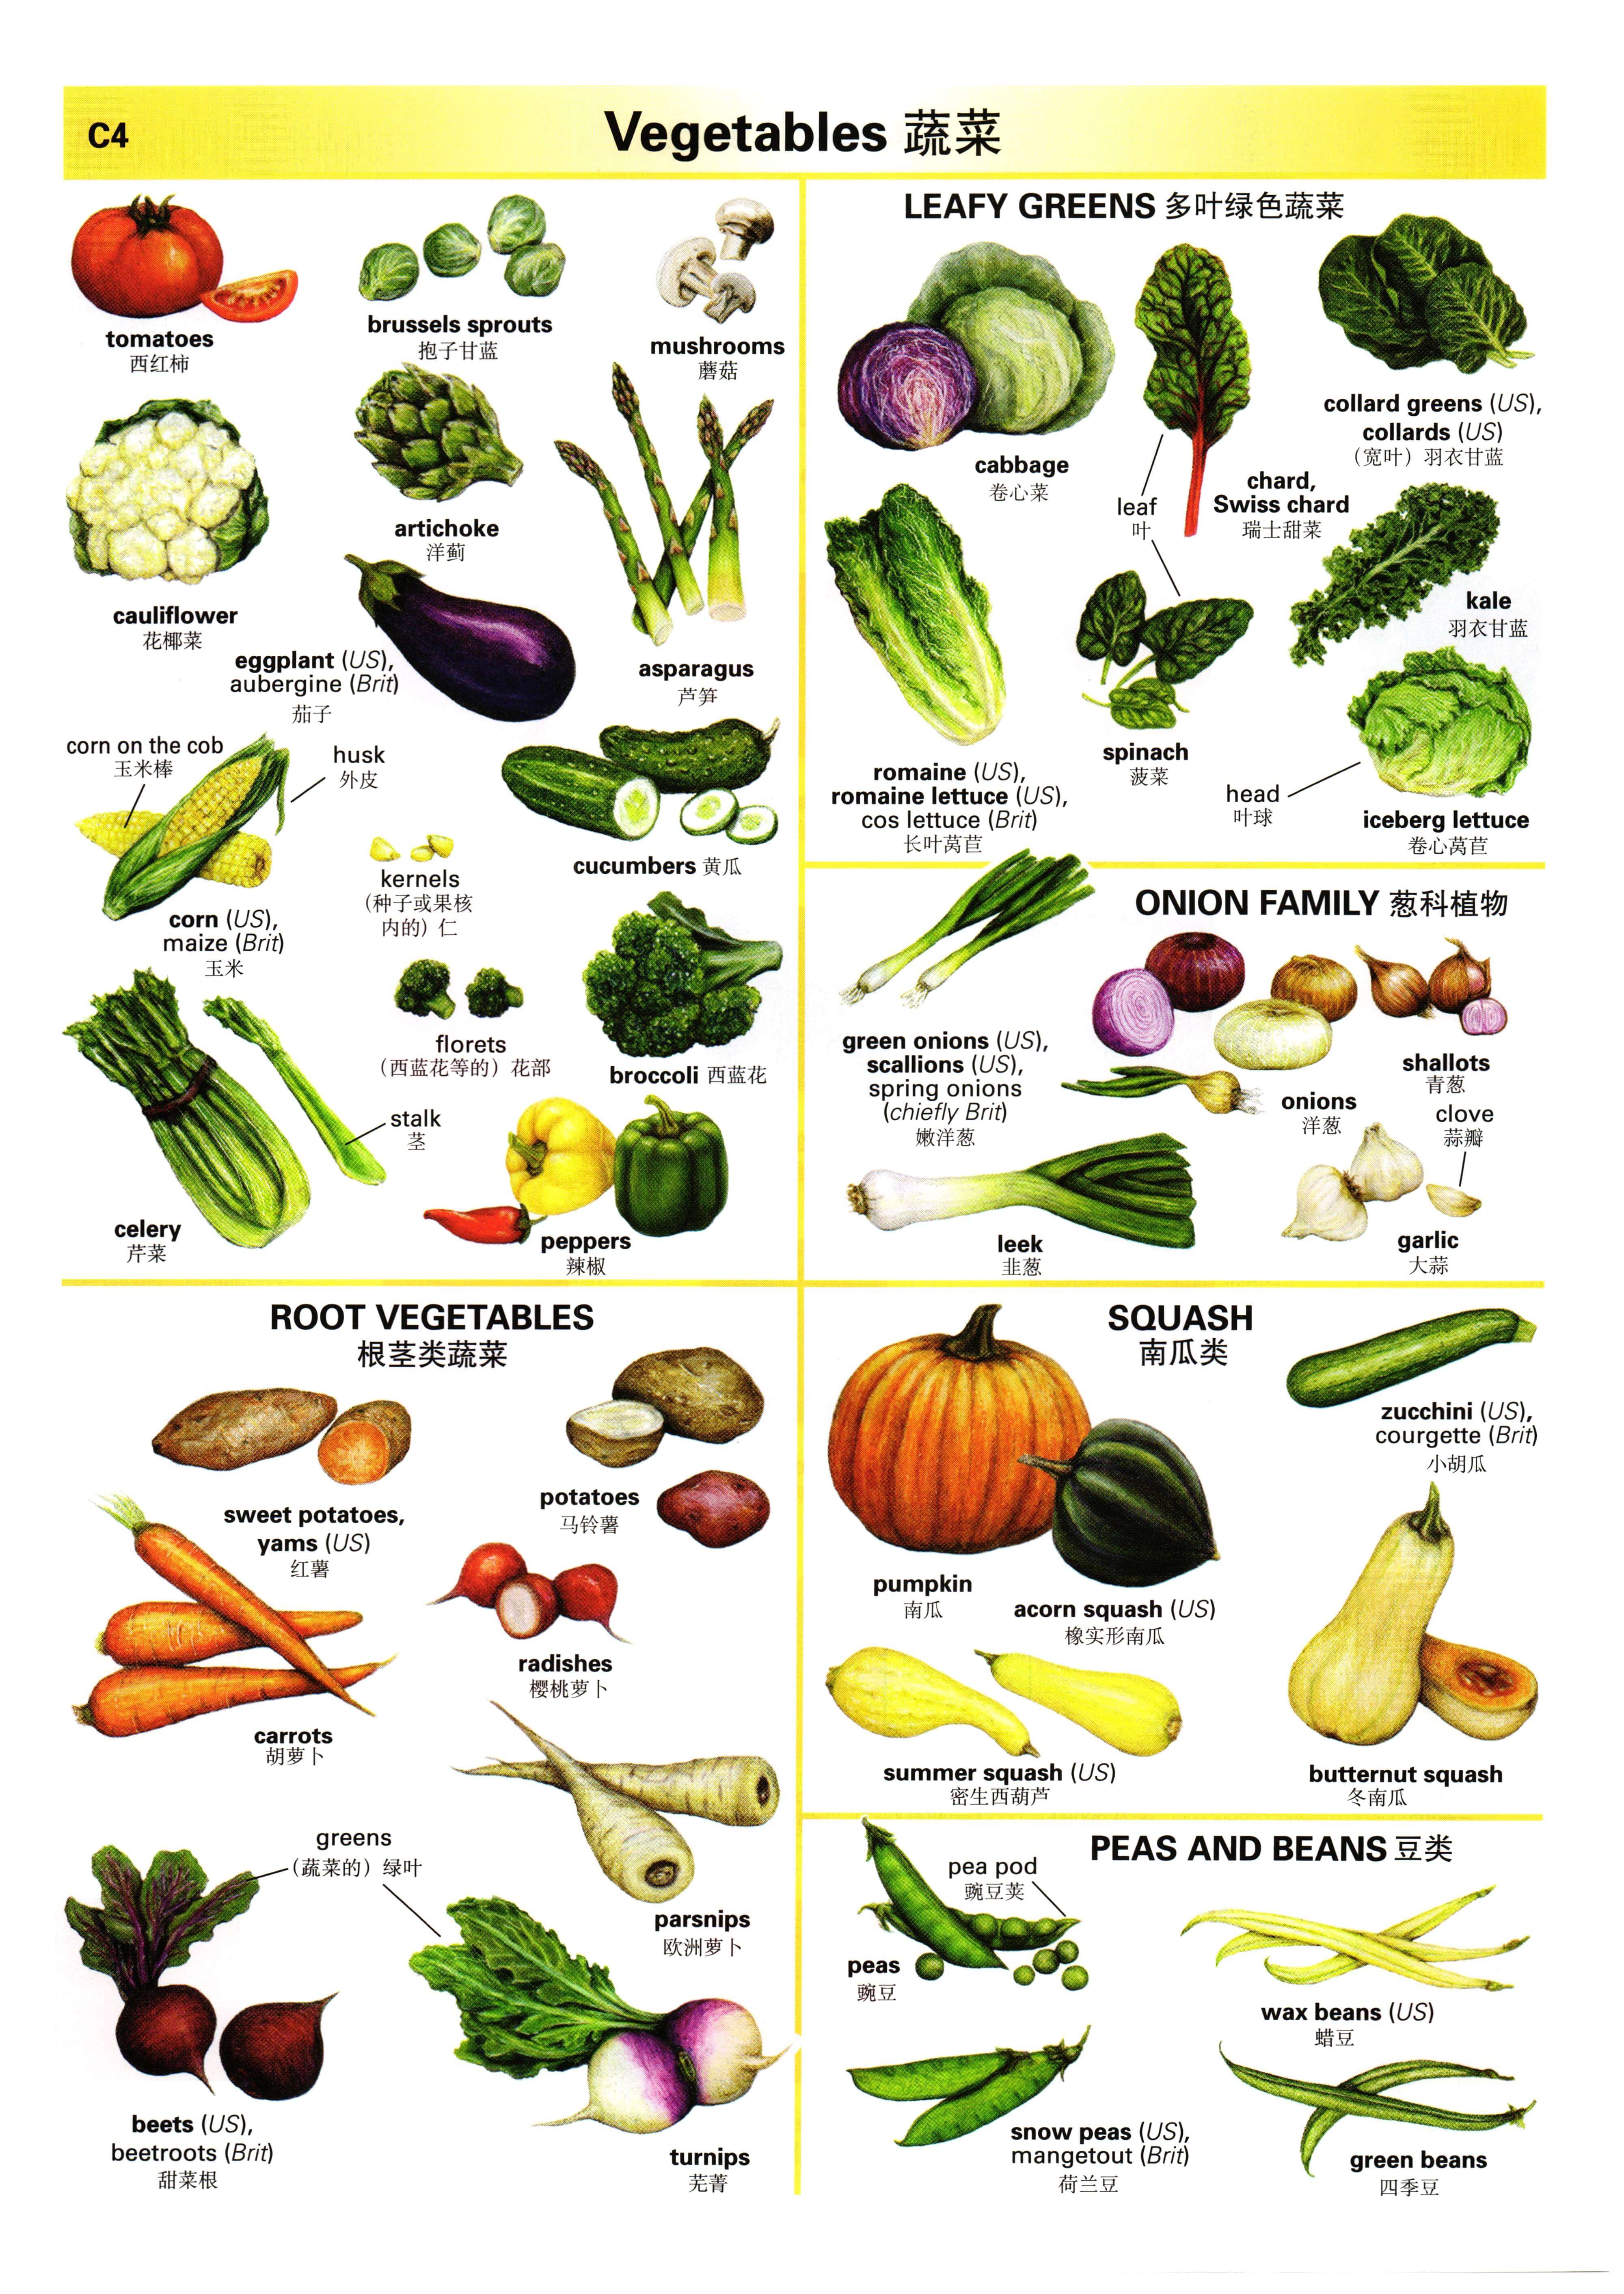 C4
Vegetables 蔬菜
tomatoes
西红柿
brussels sprouts
抱子甘蓝
mushrooms
蘑菇
cauliflower
花椰菜
artichoke
洋蓟
asparagus
芦笋
eggplant (US),
aubergine (Brit)
茄子
corn on the cob
玉米棒
husk
外皮
corn (US),
maize (Brit)
玉米
kernels
(种子或果核
内的) 仁
cucumbers 黄瓜
florets
(西蓝花等的) 花部
broccoli 西蓝花
celery
芹菜
stalk
茎
peppers
辣椒
LEAFY GREENS 多叶绿色蔬菜
cabbage
卷心菜
leaf
叶
chard,
Swiss chard
瑞士甜菜
collard greens (US),
collards (US)
(宽叶) 羽衣甘蓝
kale
羽衣甘蓝
romaine (US),
romaine lettuce (US),
cos lettuce (Brit)
长叶莴苣
spinach
菠菜
head
叶球
iceberg lettuce
卷心莴苣
ONION FAMILY 葱科植物
green onions (US),
scallions (US),
spring onions
(chiefly Brit)
嫩洋葱
onions
洋葱
shallots
青葱
clove
蒜瓣
leek
韭葱
garlic
大蒜
ROOT VEGETABLES
根茎类蔬菜
sweet potatoes,
yams (US)
红薯
potatoes
马铃薯
carrots
胡萝卜
radishes
樱桃萝卜
greens
(蔬菜的) 绿叶
parsnips
欧洲萝卜
beets (US),
beetroots (Brit)
甜菜根
turnips
芜菁
SQUASH
南瓜类
pumpkin
南瓜
acorn squash (US)
橡实形南瓜
zucchini (US),
courgette (Brit)
小胡瓜
summer squash (US)
密生西葫芦
butternut squash
冬南瓜
PEAS AND BEANS 豆类
pea pod
豌豆荚
peas
豌豆
wax beans (US)
蜡豆
snow peas (US),
mangetout (Brit)
荷兰豆
green beans
四季豆